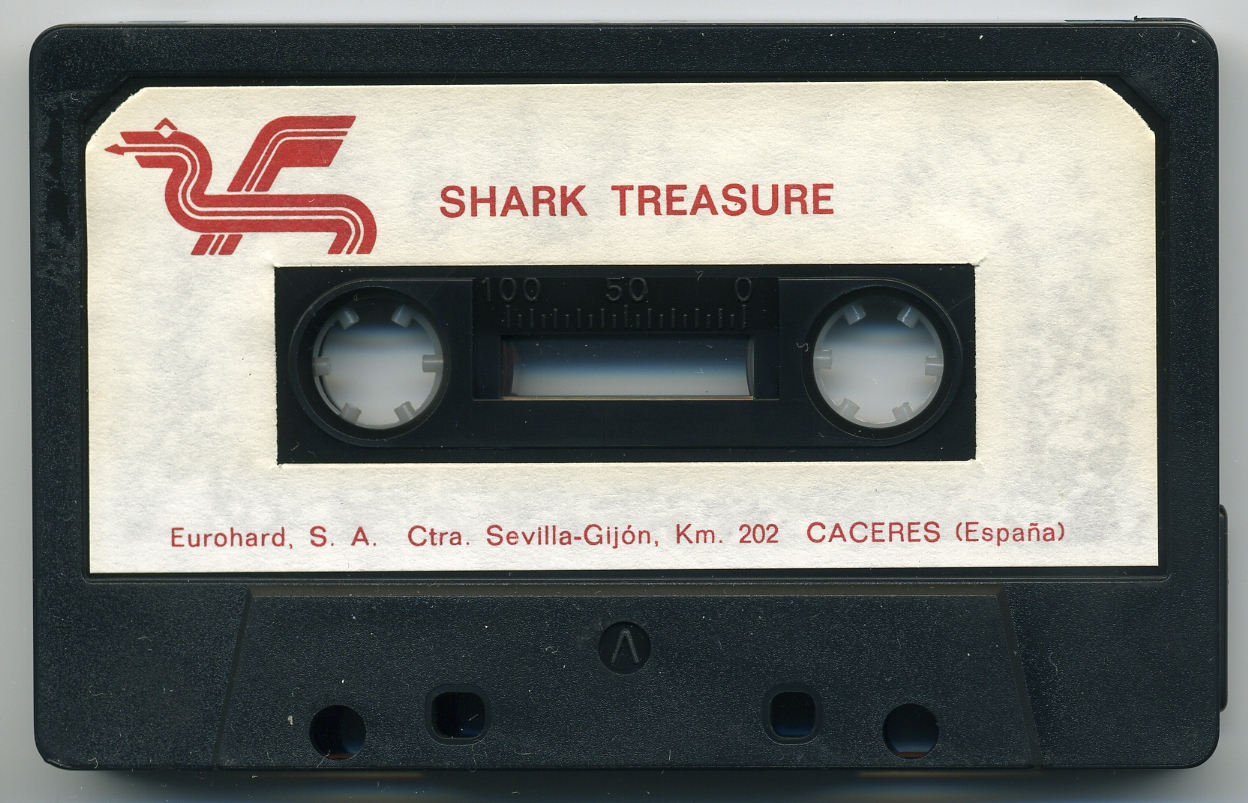 SHARK TREASURE
100 50 0
Eurohard, S. A. Ctra. Sevilla-Gijón, Km. 202 CACERES (España)
A